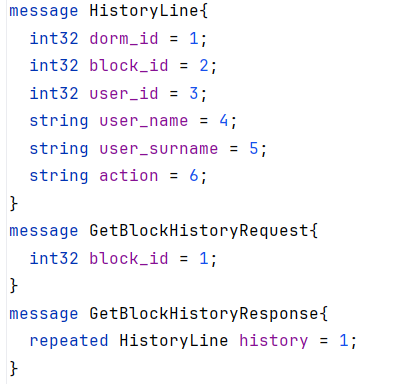 message HistoryLine{
  int32 dorm_id = 1;
  int32 block_id = 2;
  int32 user_id = 3;
  string user_name = 4;
  string user_surname = 5;
  string action = 6;
}
message GetBlockHistoryRequest{
  int32 block_id = 1;
}
message GetBlockHistoryResponse{
  repeated HistoryLine history = 1;
}